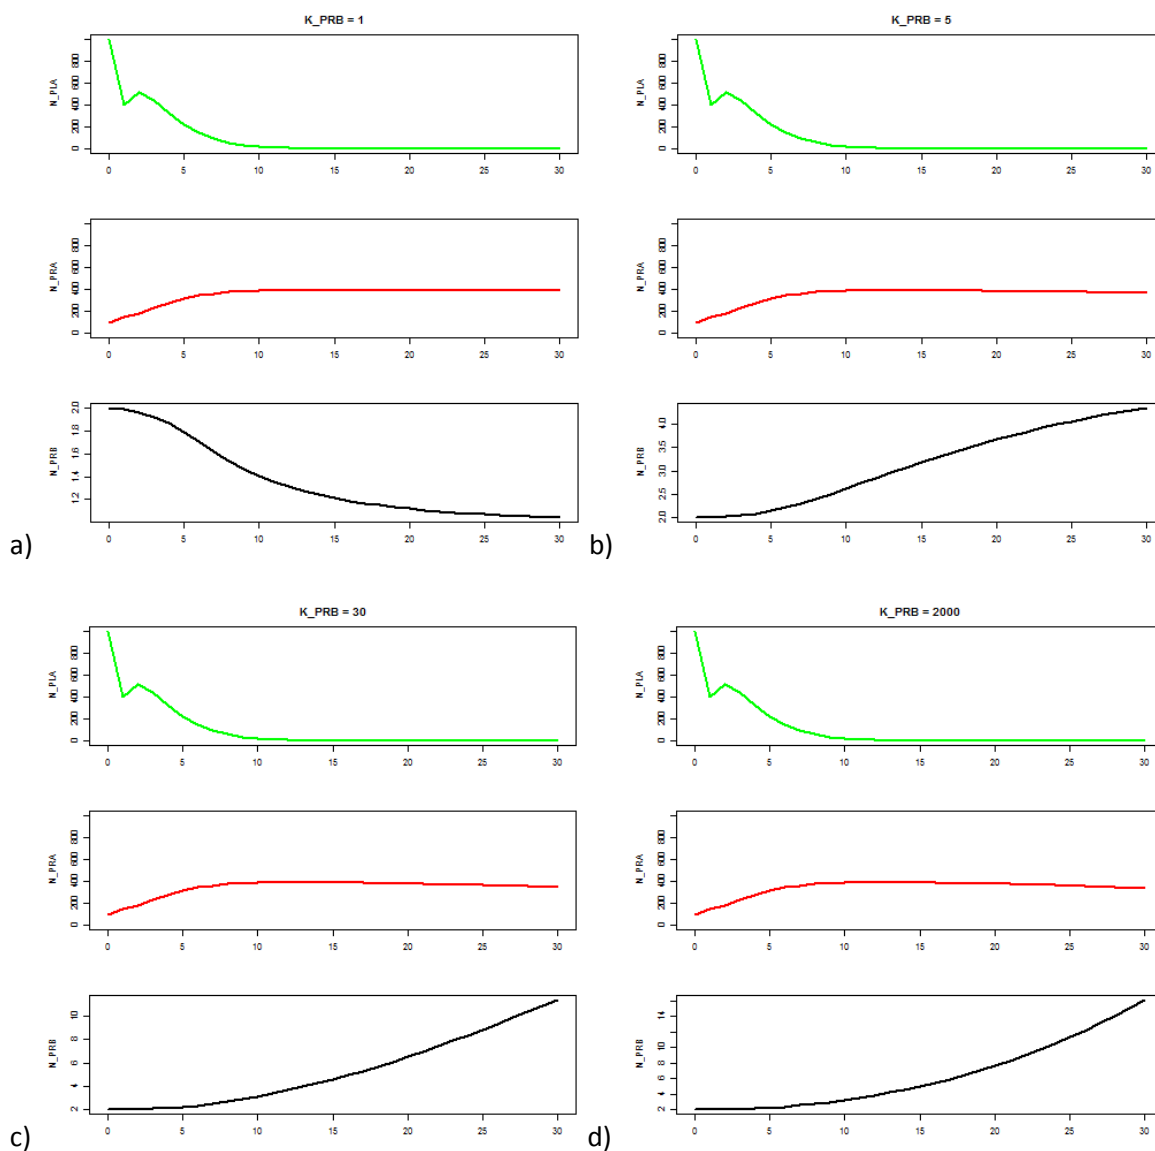 K_PRB = 1
N_PLA
0 200 400 600 800
0 5 10 15 20 25 30
N_PRA
0 200 400 600 800
0 5 10 15 20 25 30
N_PRB
1.2 1.4 1.6 1.8 2.0
0 5 10 15 20 25 30
a)
K_PRB = 5
N_PLA
0 200 400 600 800
0 5 10 15 20 25 30
N_PRA
0 200 400 600 800
0 5 10 15 20 25 30
N_PRB
2.0 2.5 3.0 3.5 4.0
0 5 10 15 20 25 30
b)
K_PRB = 30
N_PLA
0 200 400 600 800
0 5 10 15 20 25 30
N_PRA
0 200 400 600 800
0 5 10 15 20 25 30
N_PRB
2 4 6 8 10
0 5 10 15 20 25 30
c)
K_PRB = 2000
N_PLA
0 200 400 600 800
0 5 10 15 20 25 30
N_PRA
0 200 400 600 800
0 5 10 15 20 25 30
N_PRB
2 4 6 8 10 14
0 5 10 15 20 25 30
d)